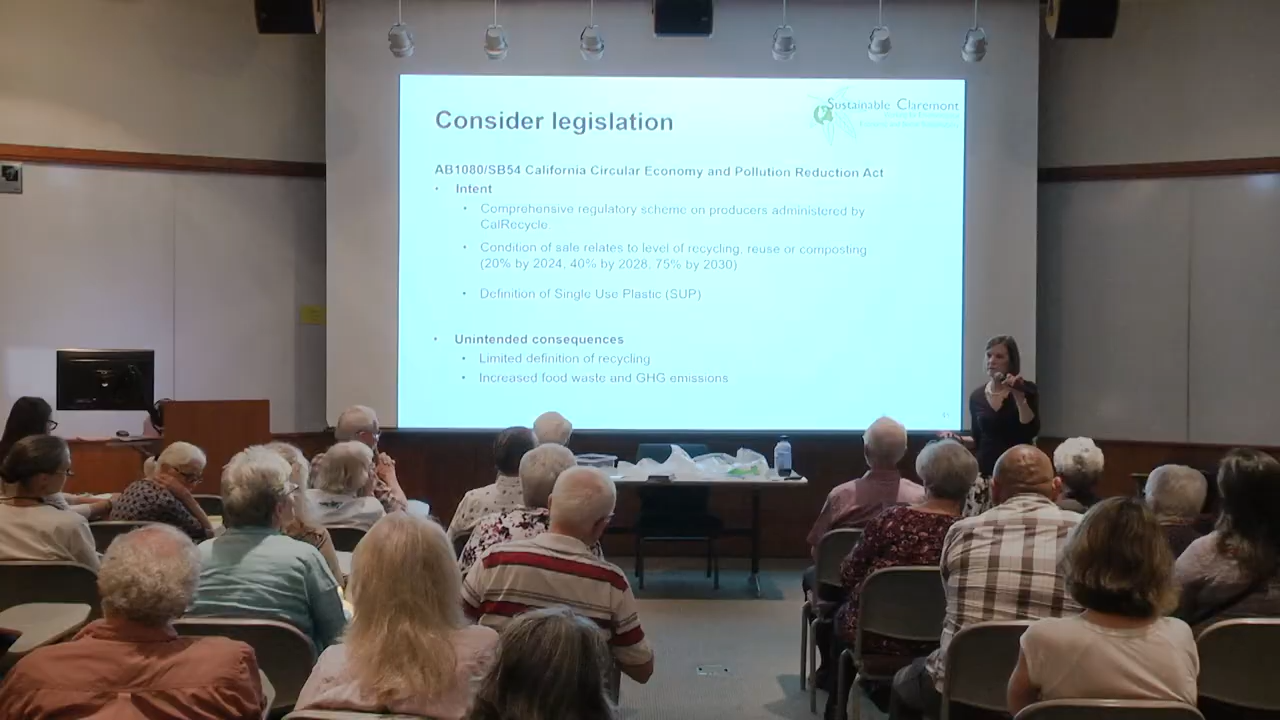 Sustainable Claremont
Consider legislation
AB1080/SB54 California Circular Economy and Pollution Reduction Act
• Intent
• Comprehensive regulatory scheme on producers administered by
CalRecycle.
• Condition of sale relates to level of recycling, reuse or composting
(20% by 2024, 40% by 2028, 75% by 2030)
• Definition of Single Use Plastic (SUP)
• Unintended consequences
• Limited definition of recycling
• Increased food waste and GHG emissions